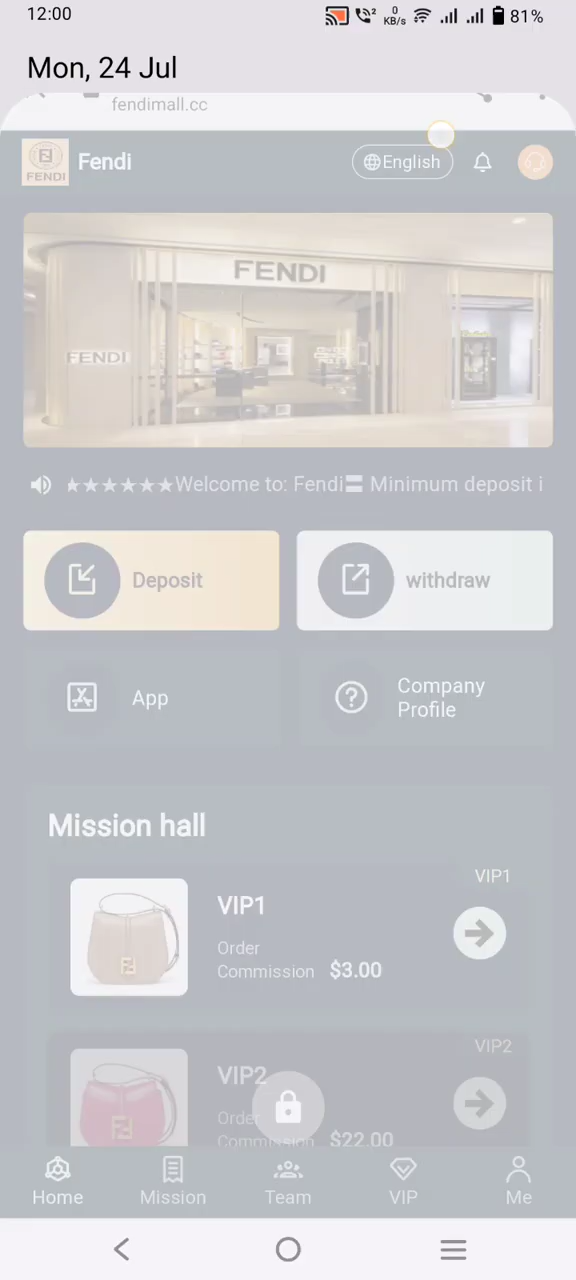 12:00
0
KB/s
81%
Mon, 24 Jul
fendimall.cc
FENDI
Fendi
English
FENDI
FENDI
★★★★★★Welcome to: Fendi〓 Minimum deposit i
Deposit
withdraw
App
Company
Profile
Mission hall
VIP1
VIP1
Order
Commission $3.00
VIP2
VIP2
Order
Commission $22.00
Home
Mission
Team
VIP
Me